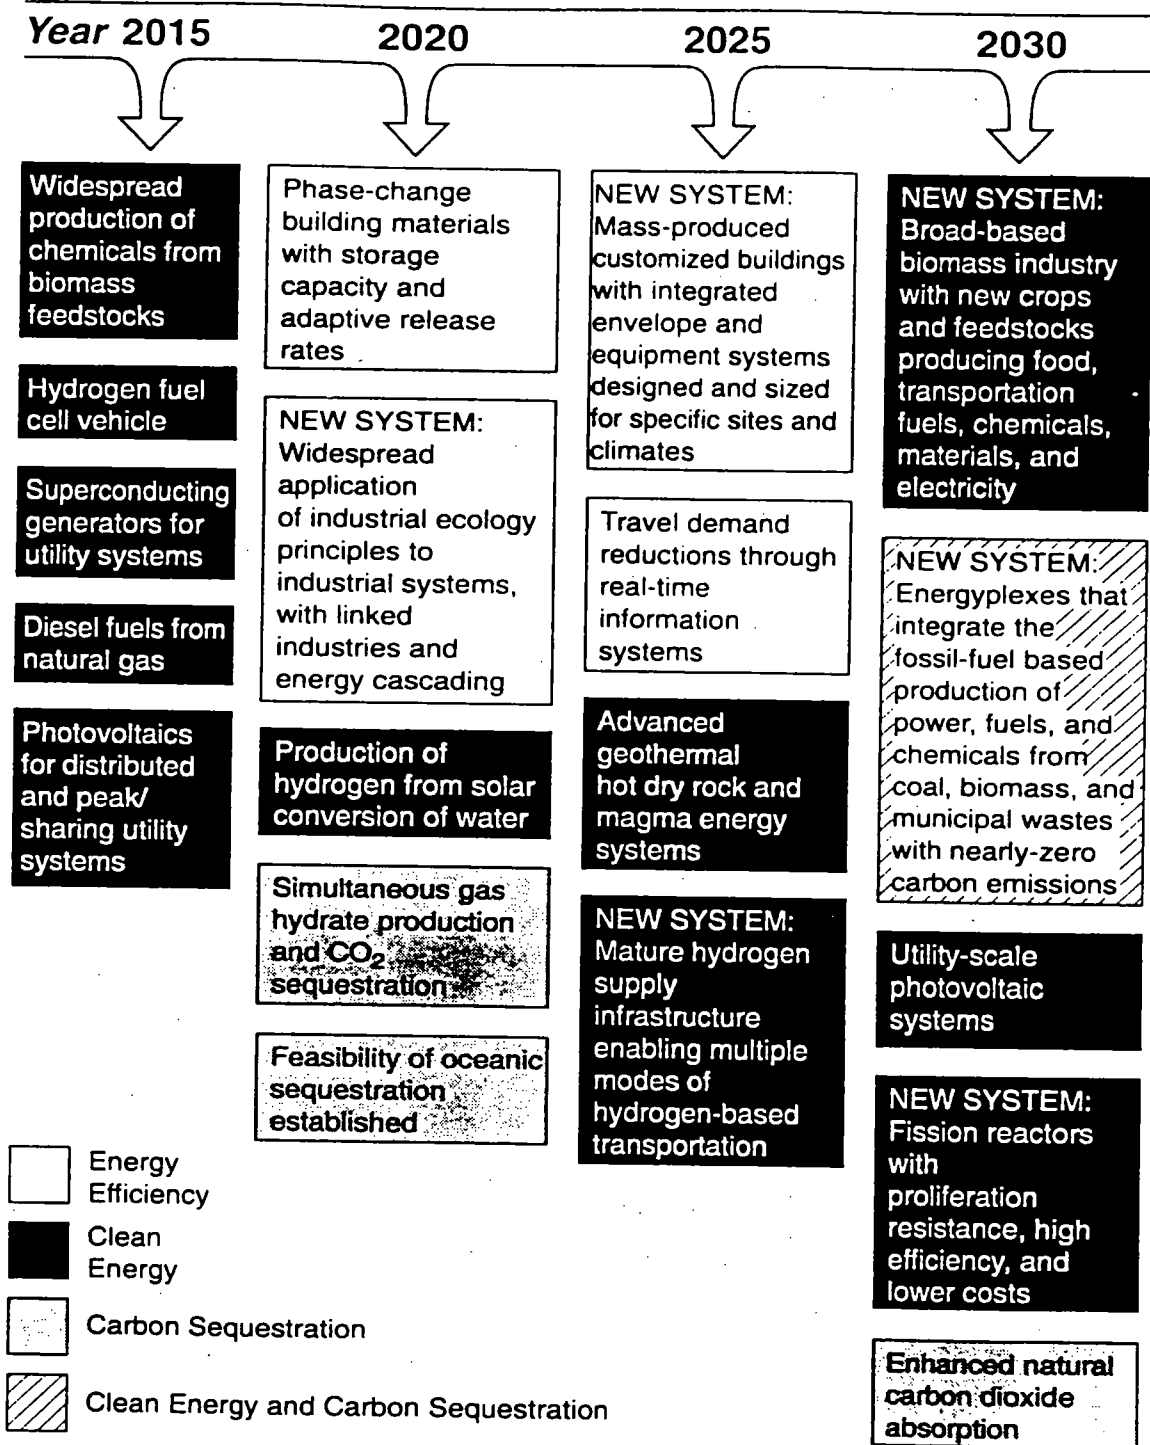 Year 2015 2020 2025 2030
Widespread
production of
chemicals from
biomass
feedstocks
Hydrogen fuel
cell vehicle
Superconducting
generators for
utility systems
Diesel fuels from
natural gas
Photovoltaics
for distributed
and peak/
sharing utility
systems
Phase-change
building materials
with storage
capacity and
adaptive release
rates
NEW SYSTEM:
Widespread
application
of industrial ecology
principles to
industrial systems,
with linked
industries and
energy cascading
Production of
hydrogen from solar
conversion of water
Simultaneous gas
hydrate production
and CO2
sequestration
Feasibility of oceanic
sequestration
established
NEW SYSTEM:
Mass-produced
customized buildings
with integrated
envelope and
equipment systems
designed and sized
for specific sites and
climates
Travel demand
reductions through
real-time
information
systems
Advanced
geothermal
hot dry rock and
magma energy
systems
NEW SYSTEM:
Mature hydrogen
supply
infrastructure
enabling multiple
modes of
hydrogen-based
transportation
NEW SYSTEM:
Broad-based
biomass industry
with new crops
and feedstocks
producing food,
transportation
fuels, chemicals,
materials, and
electricity
NEW SYSTEM:
Energyplexes that
integrate the
fossil-fuel based
production of
power, fuels, and
chemicals from
coal, biomass, and
municipal wastes
with nearly-zero
carbon emissions
Utility-scale
photovoltaic
systems
NEW SYSTEM:
Fission reactors
with
proliferation
resistance, high
efficiency, and
lower costs
Enhanced natural
carbon dioxide
absorption
Energy
Efficiency
Clean
Energy
Carbon Sequestration
Clean Energy and Carbon Sequestration